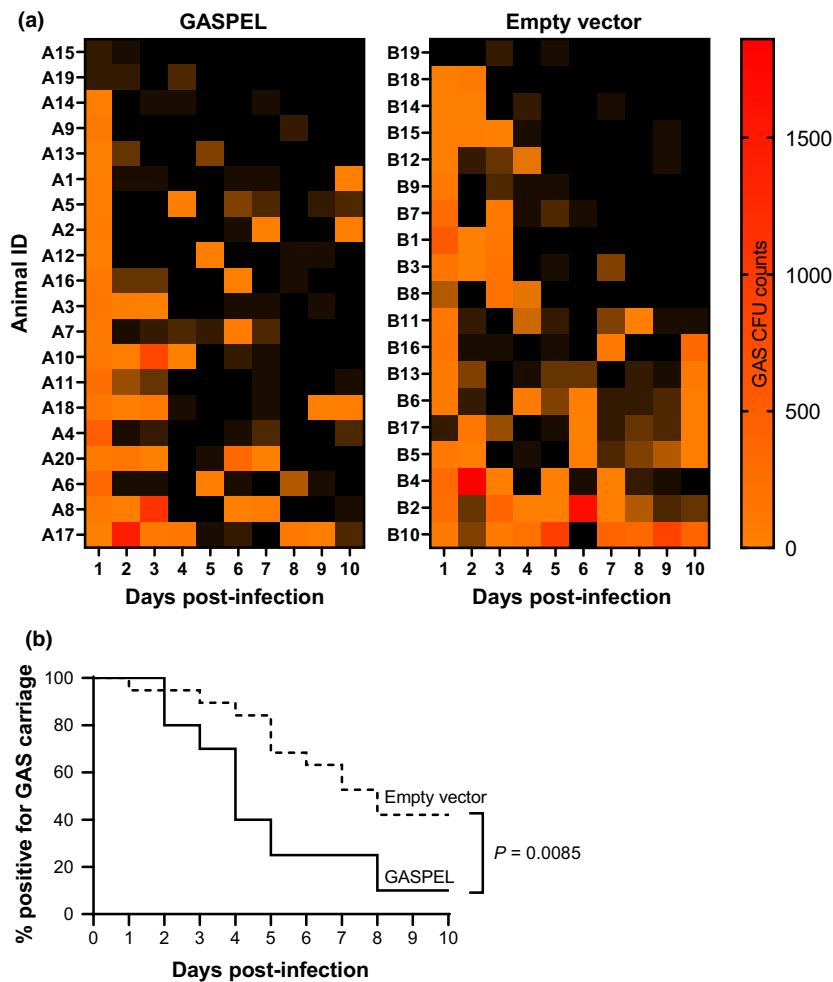 (a)
GASPEL
Empty vector
Animal ID
A15
A19
A14
A9
A13
A1
A5
A2
A12
A16
A3
A7
A10
A11
A18
A4
A20
A6
A8
A17
1 2 3 4 5 6 7 8 9 10
Days post-infection
B19
B18
B14
B15
B12
B9
B7
B1
B3
B8
B11
B16
B13
B6
B17
B5
B4
B2
B10
1 2 3 4 5 6 7 8 9 10
Days post-infection
GAS CFU counts
1500
1000
500
0
(b)
% positive for GAS carriage
100
80
60
40
20
0
Empty vector
GASPEL
P = 0.0085
0 1 2 3 4 5 6 7 8 9 10
Days post-infection